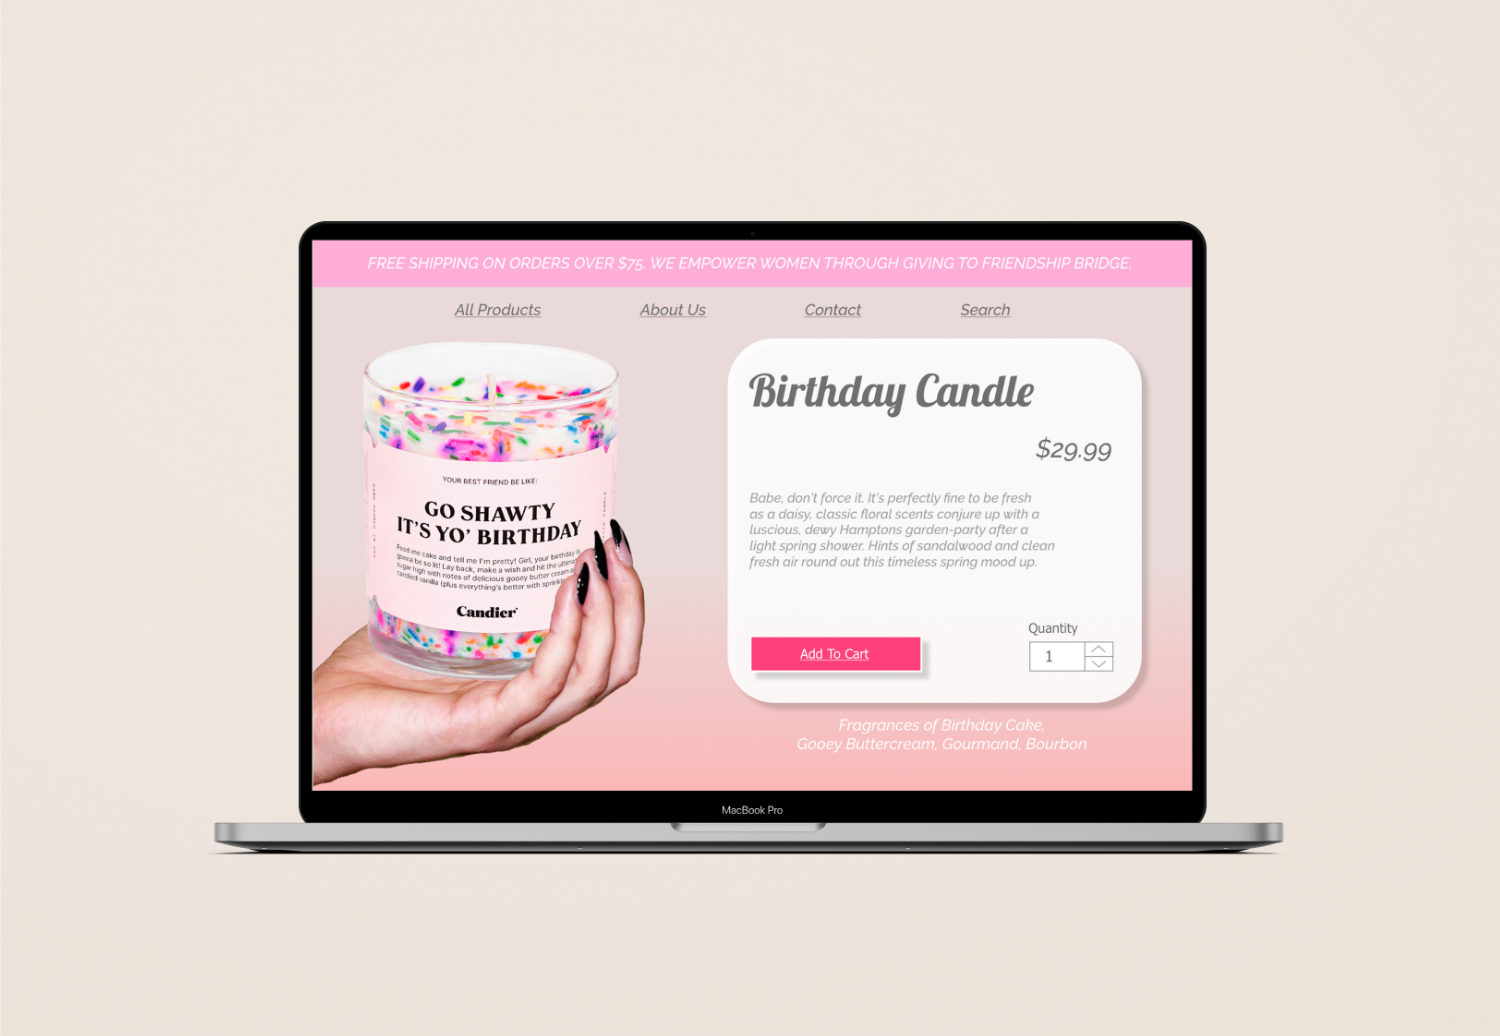 FREE SHIPPING ON ORDERS OVER $75. WE EMPOWER WOMEN THROUGH GIVING TO FRIENDSHIP BRIDGE.
All Products
About Us
Contact
Search
YOUR BEST FRIEND BE LIKE:
GO SHAWTY
IT'S YO' BIRTHDAY
Feed me cake and tell me I'm pretty! Girl, your birthday is
gonna be so lit! Lay back, make a wish and hit the
sugar high with notes of delicious gooey butter cream
candied vanilla (plus everything's better with
Candier
Birthday Candle
$29.99
Babe, don't force it. It's perfectly fine to be fresh
as a daisy, classic floral scents conjure up with a
luscious, dewy Hamptons garden-party after a
light spring shower. Hints of sandalwood and clean
fresh air round out this timeless spring mood up.
Quantity
Add To Cart
1
Fragrances of Birthday Cake,
Gooey Buttercream, Gourmand, Bourbon
MacBook Pro